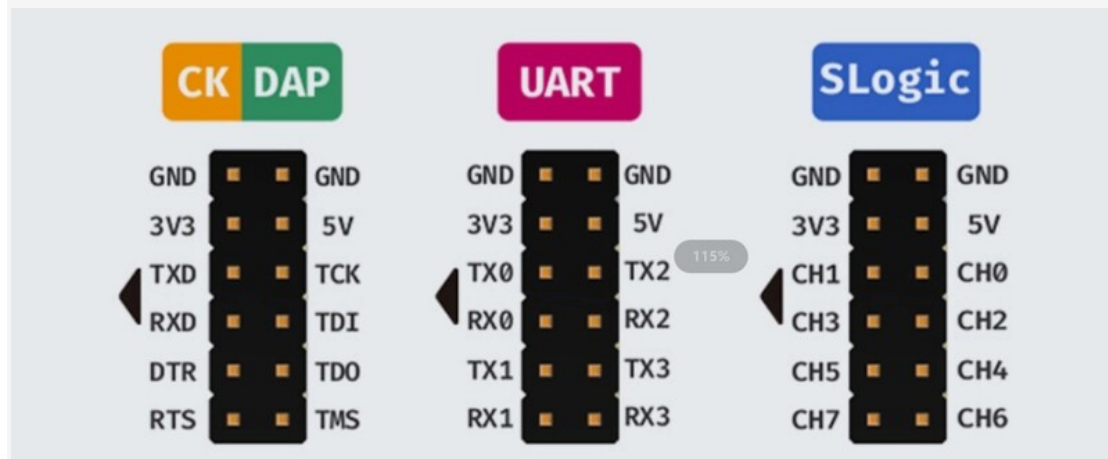 CK DAP UART SLogic
GND GND GND GND GND GND
3V3 5V 3V3 5V 3V3 5V
115%
TXD TCK TX0 TX2 CH1 CH0
RXD TDI RX0 RX2 CH3 CH2
DTR TDO TX1 TX3 CH5 CH4
RTS TMS RX1 RX3 CH7 CH6